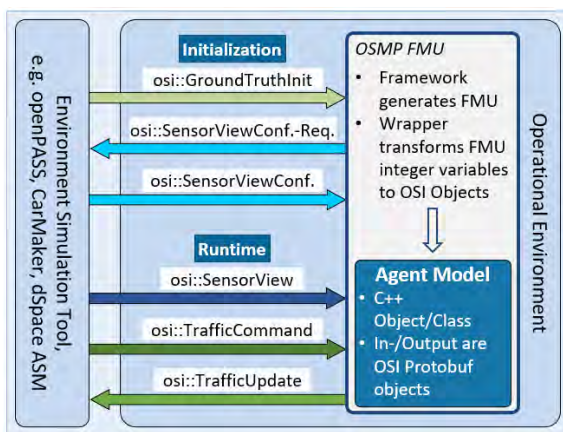 Environment Simulation Tool,
e.g. openPASS, CarMaker, dSpace ASM
Initialization
osi::GroundTruthInit
osi::SensorViewConf.-Req.
osi::SensorViewConf.
Runtime
osi::SensorView
osi::TrafficCommand
osi::TrafficUpdate
OSMP FMU
• Framework
generates FMU
• Wrapper
transforms FMU
integer variables
to OSI Objects
Agent Model
• C++
Object/Class
• In-/Output are
OSI Protobuf
objects
Operational Environment